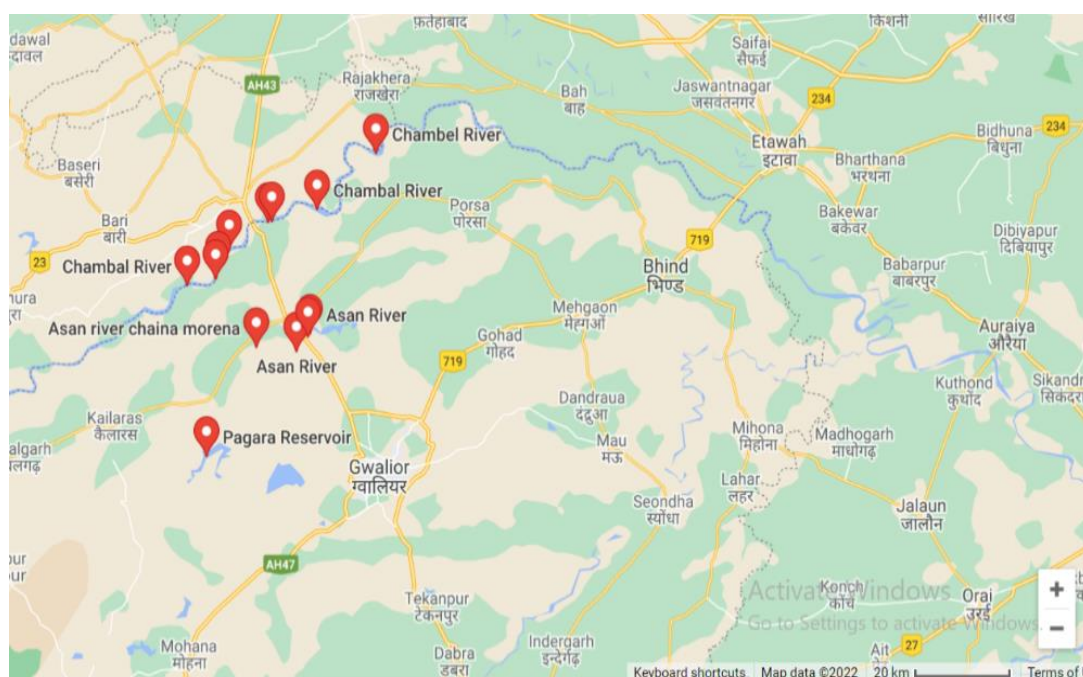 फ़तेहाबाद
किशनी
Saifai
सैफई
AH43
Rajakhera
राजखेरा
Bah
बाह
Jaswantnagar
जसवंतनगर
234
Chambel River
Etawah
इटावा
Bidhuna
बिधुना
234
Baseri
बसेरी
Bharthana
भरथना
Chambal River
Porsa
पोरसा
Bari
बारी
Bakewar
बकेवर
Dibiyapur
दिबियापुर
719
23
Chambal River
Bhind
भिण्ड
Babarpur
बाबरपुर
Asan river chaina morena
Asan River
Mehgaon
मेहगाओं
Gohad
गोहद
Auraiya
औरैया
Asan River
719
Kuthond
कुथोंद
Dandraua
दंदरुआ
Kailaras
कैलारस
Pagara Reservoir
Mau
मऊ
Mihona
मिहोना
Madhogarh
माधोगढ़
Gwalior
ग्वालियर
Lahar
लहर
Seondha
स्योंधा
Jalaun
जालौन
AH47
Activate Windows
Go to Settings to activate Windows.
Konch
कोंच
Orai
उरई
Tekanpur
टेकनपुर
Mohana
मोहना
Dabra
डबरा
Indergarh
इन्देर्गढ़
27
Ait
Keyboard shortcuts
Map data ©2022
20 km
Terms of